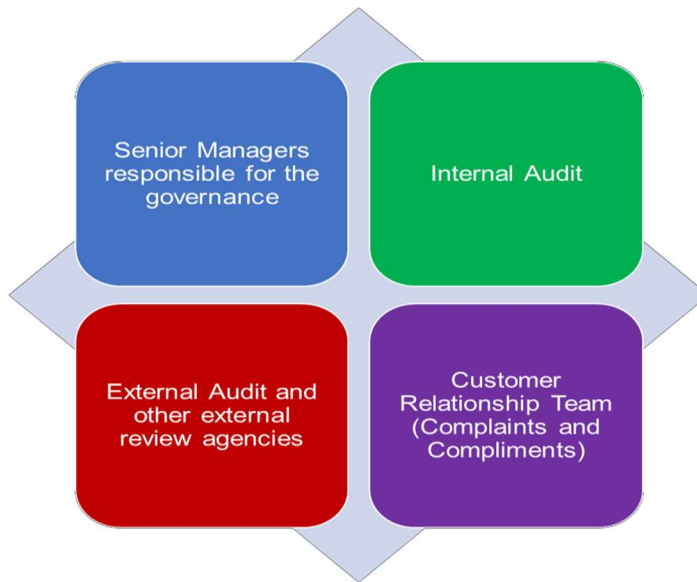 Senior Managers
responsible for the
governance
Internal Audit
External Audit and
other external
review agencies
Customer
Relationship Team
(Complaints and
Compliments)